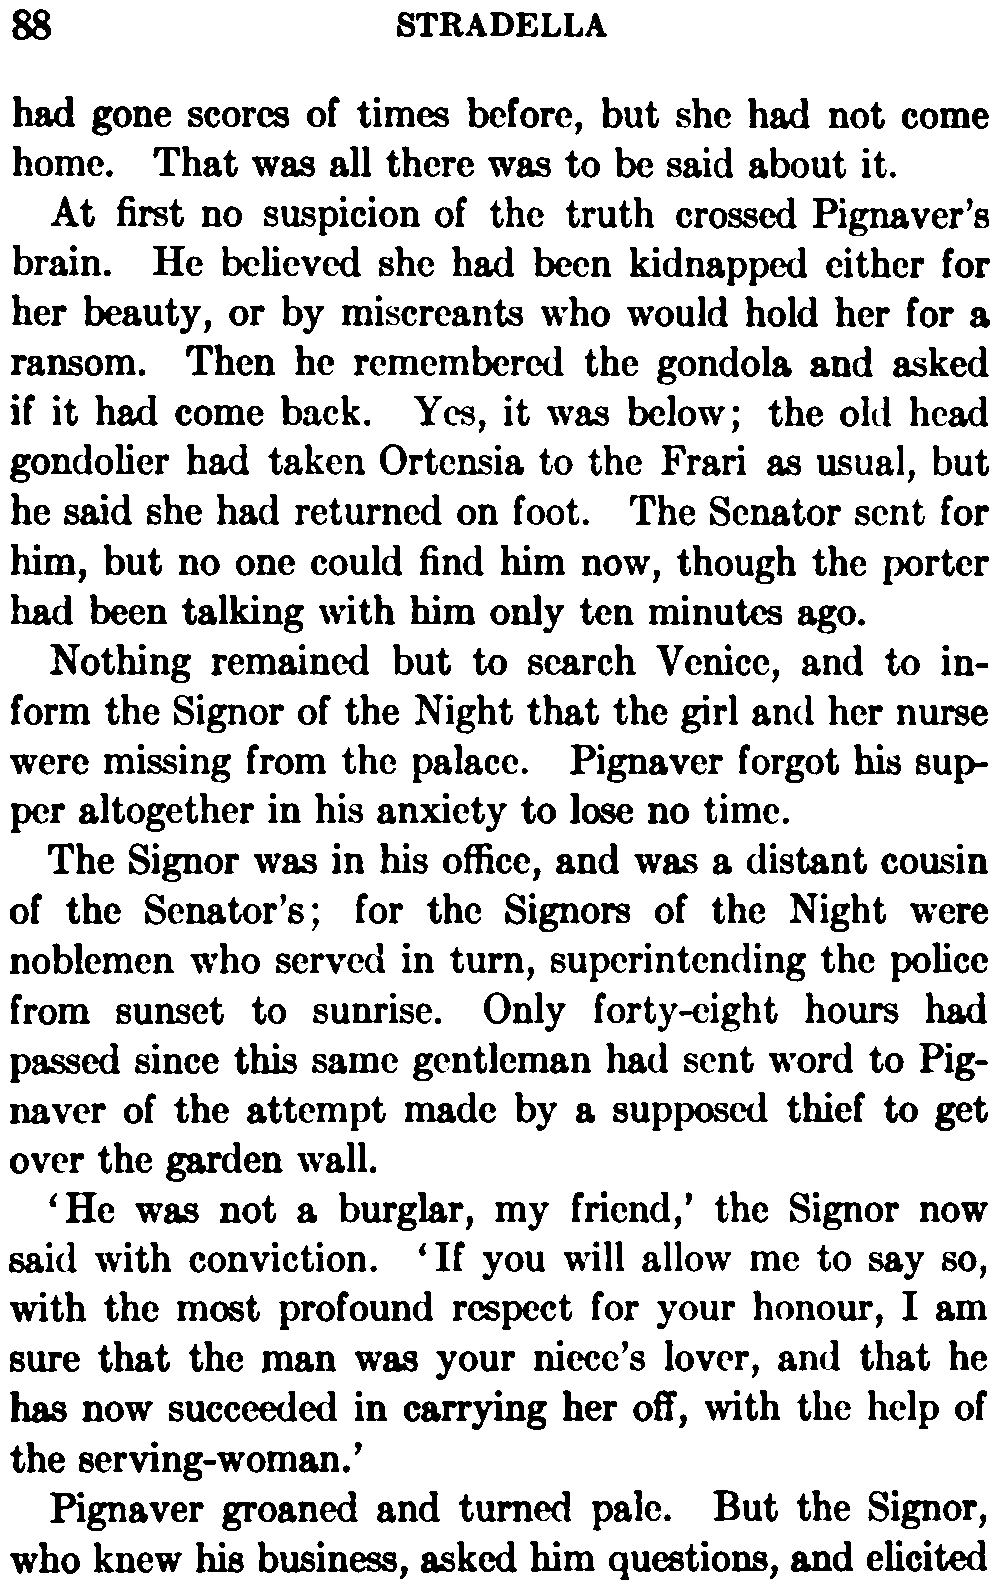 88 STRADELLA
had gone scores of times before, but she had not come
home. That was all there was to be said about it.
At first no suspicion of the truth crossed Pignaver's
brain. He believed she had been kidnapped either for
her beauty, or by miscreants who would hold her for a
ransom. Then he remembered the gondola and asked
if it had come back. Yes, it was below; the old head
gondolier had taken Ortensia to the Frari as usual, but
he said she had returned on foot. The Senator sent for
him, but no one could find him now, though the porter
had been talking with him only ten minutes ago.
Nothing remained but to search Venice, and to in-
form the Signor of the Night that the girl and her nurse
were missing from the palace. Pignaver forgot his sup-
per altogether in his anxiety to lose no time.
The Signor was in his office, and was a distant cousin
of the Senator's; for the Signors of the Night were
noblemen who served in turn, superintending the police
from sunset to sunrise. Only forty-eight hours had
passed since this same gentleman had sent word to Pig-
naver of the attempt made by a supposed thief to get
over the garden wall.
'He was not a burglar, my friend,' the Signor now
said with conviction. 'If you will allow me to say so,
with the most profound respect for your honour, I am
sure that the man was your niece's lover, and that he
has now succeeded in carrying her off, with the help of
the serving-woman.'
Pignaver groaned and turned pale. But the Signor,
who knew his business, asked him questions, and elicited